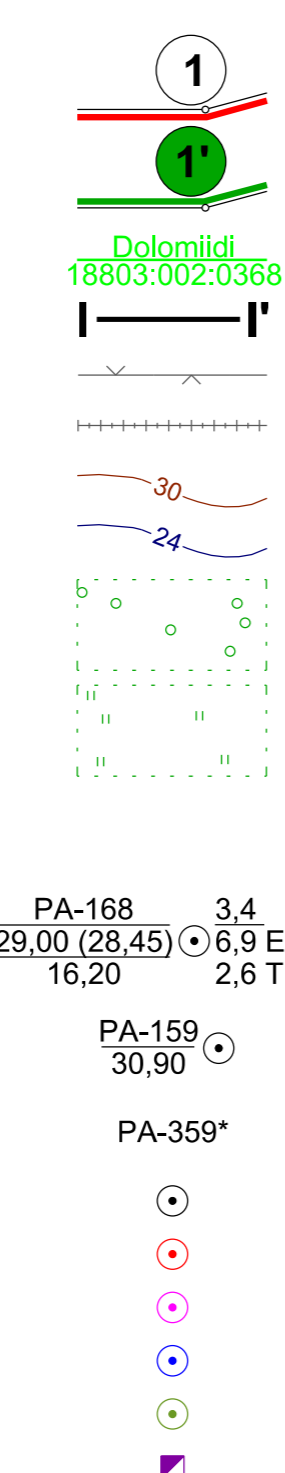 1
1'
Dolomiidi
18803:002:0368
I I'
30
24
PA-168 3,4
29,00 (28,45) 6,9 E
16,20 2,6 T
PA-159
30,90
PA-359*